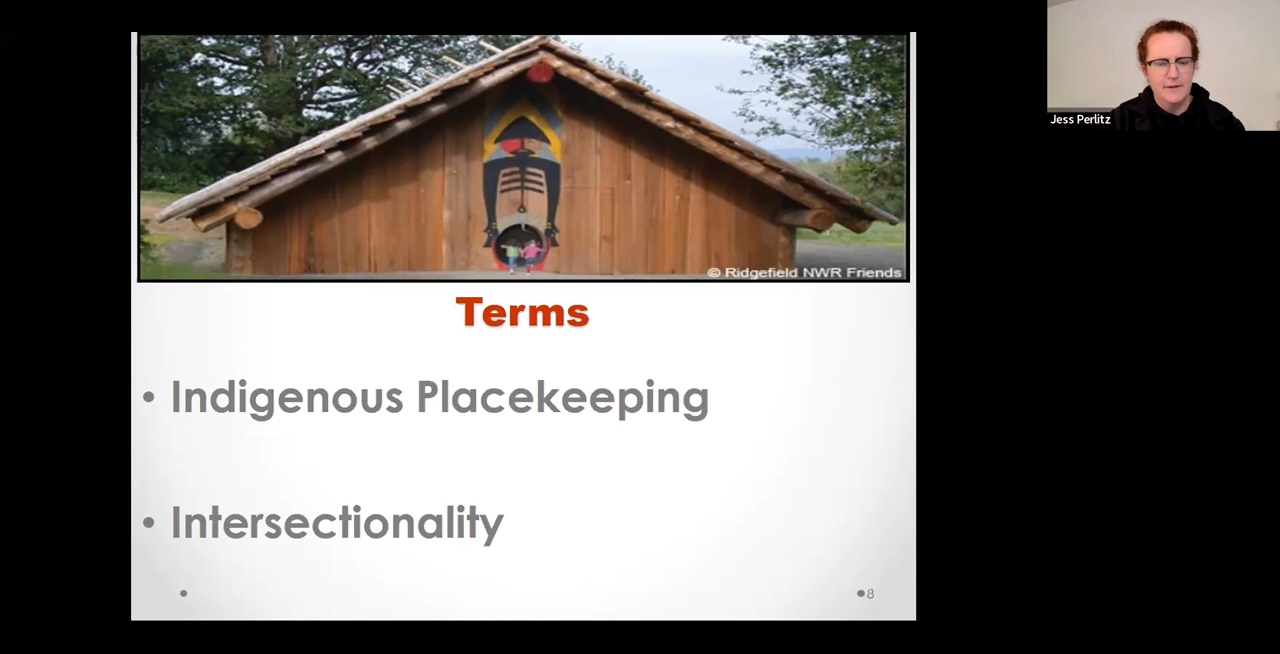 Jess Perlitz
© Ridgefield NWR Friends
Terms
• Indigenous Placekeeping
• Intersectionality
8